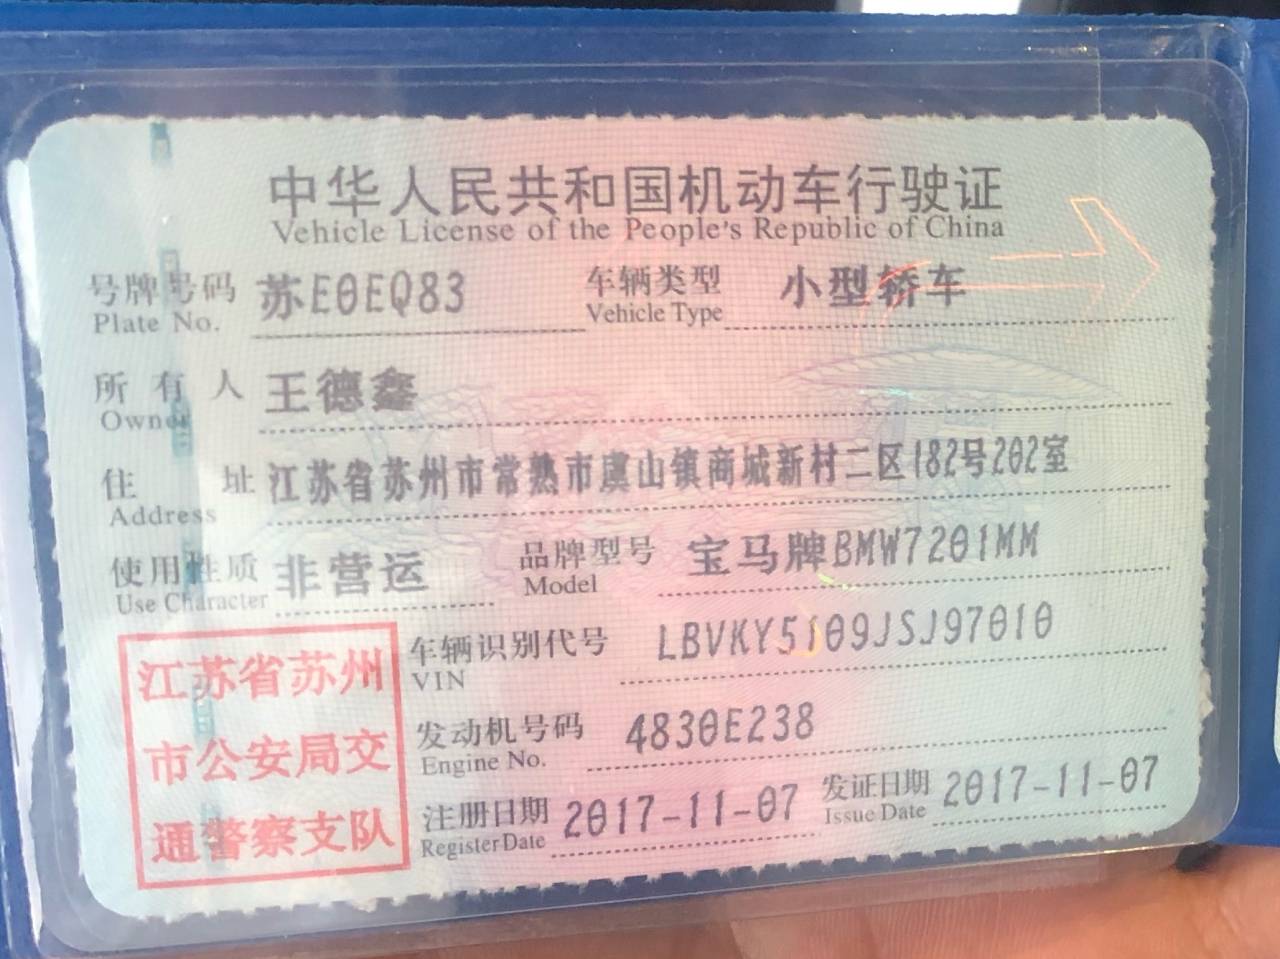 中华人民共和国机动车行驶证
Vehicle License of the People's Republic of China
号牌号码 苏E0EQ83 车辆类型 小型轿车
Plate No. Vehicle Type
所有人 王德鑫
Owner
住址 江苏省苏州市常熟市虞山镇商城新村二区182号202室
Address
使用性质 非营运 品牌型号 宝马牌BMW7201MM
Use Character Model
车辆识别代号 LBVKY5109JSJ97010
VIN
发动机号码 4830E238
Engine No.
注册日期 2017-11-07 发证日期 2017-11-07
Register Date Issue Date
江苏省苏州
市公安局交
通警察支队